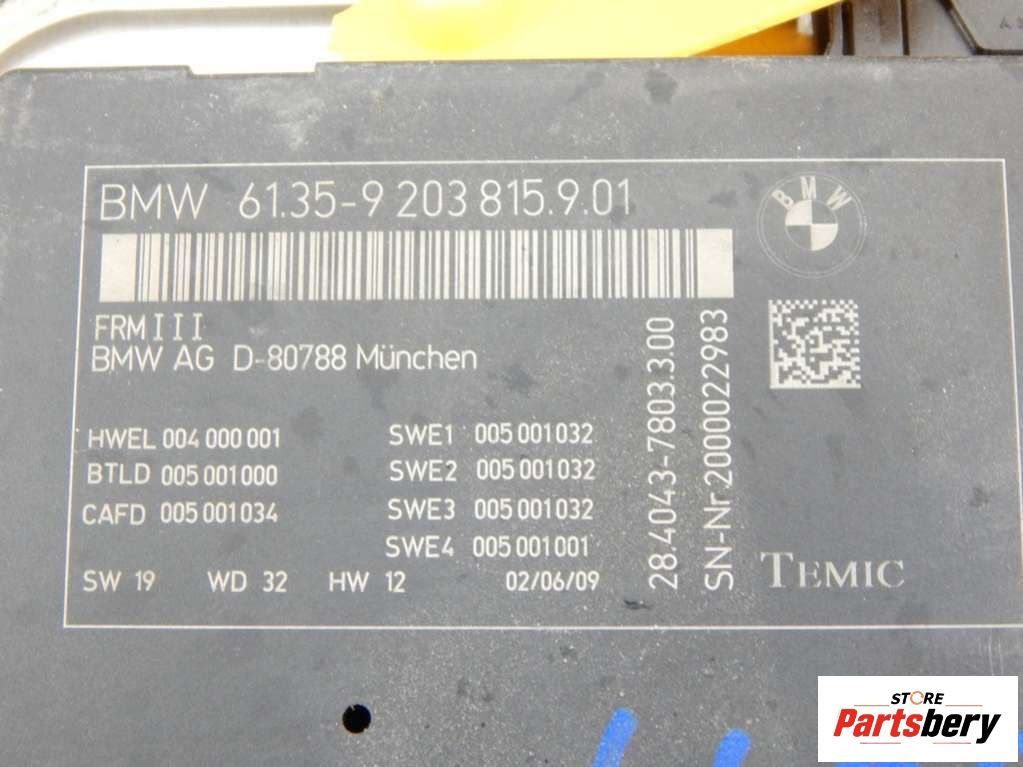 BMW 61.35-9 203 815.9.01
BMW
FRM III
BMW AG D-80788 München
HWEL 004 000 001
BTLD 005 001 000
CAFD 005 001 034
SWE1 005 001 032
SWE2 005 001 032
SWE3 005 001 032
SWE4 005 001 001
SW 19 WD 32 HW 12 02/06/09
28.4043-7803.3.00
SN-Nr.2000022983
TEMIC
STORE
Partsbery